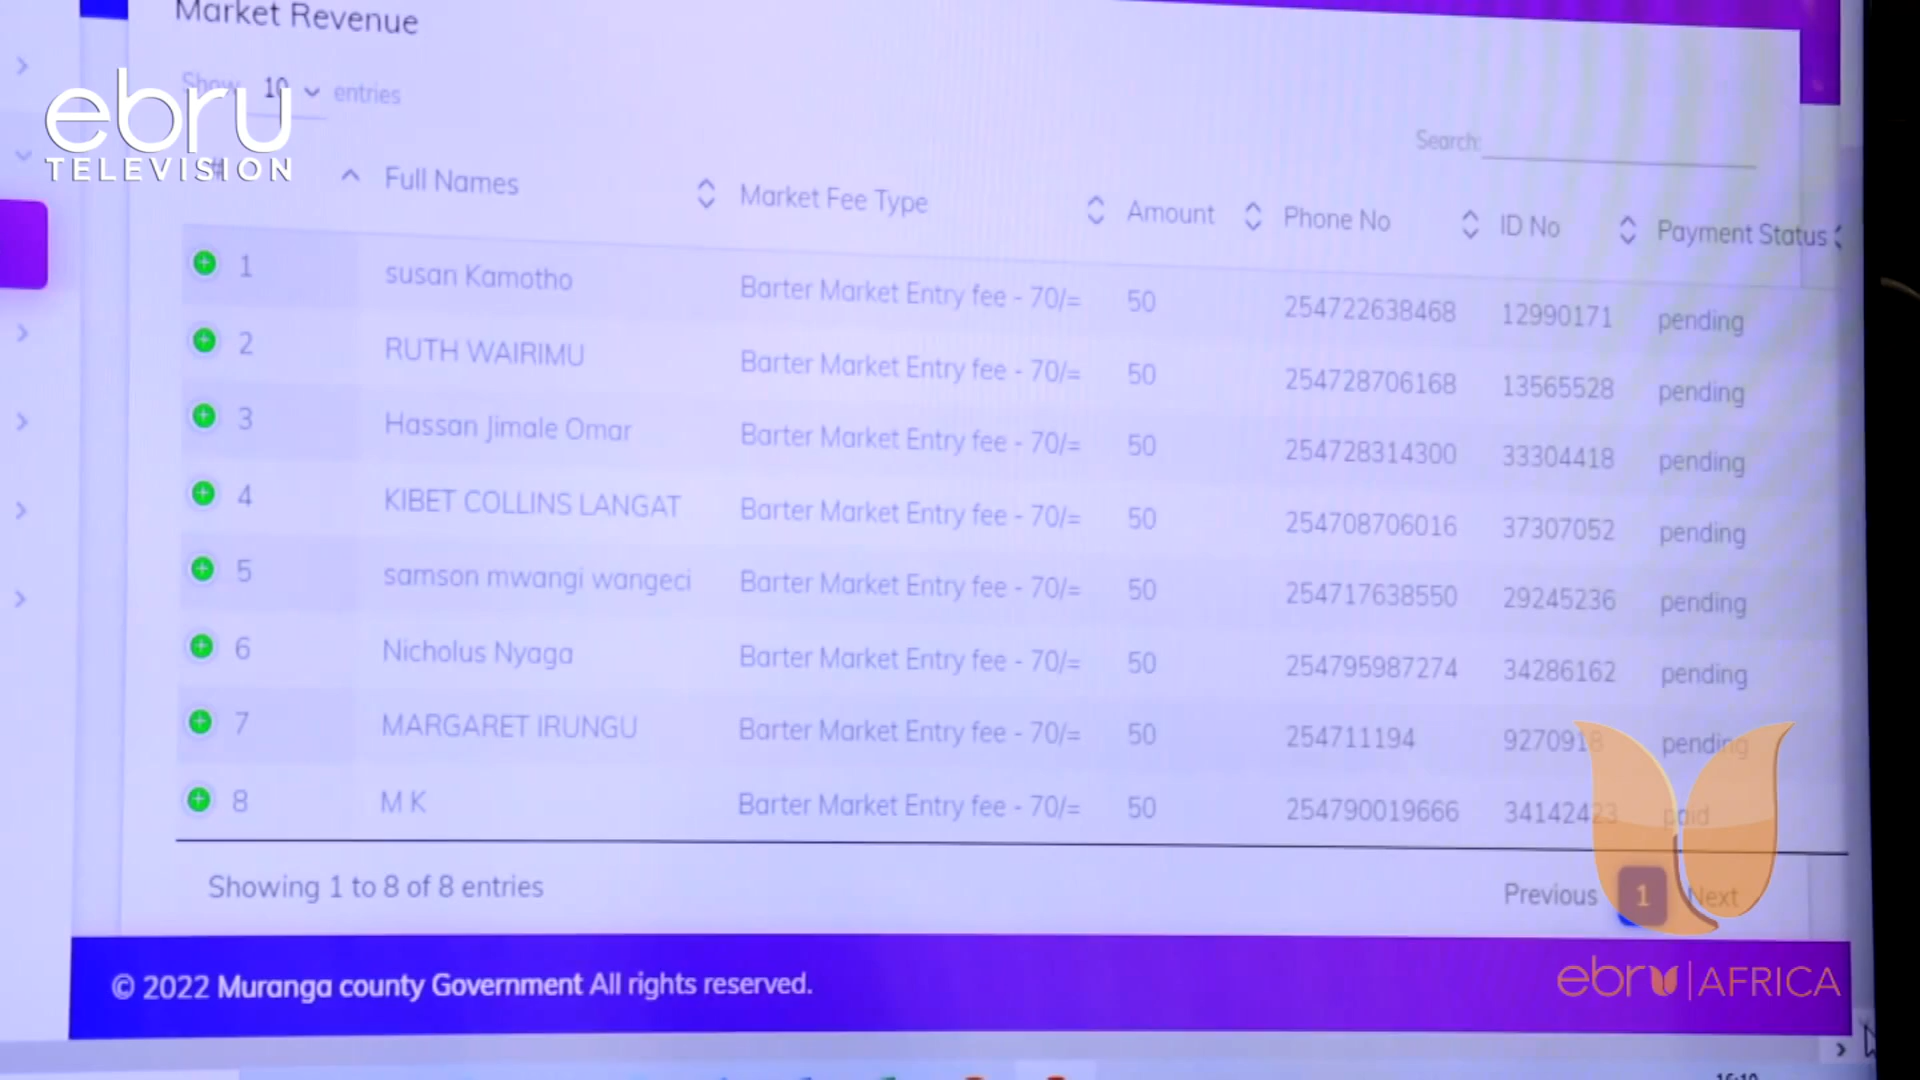 Market Revenue
Show 10 entries
ebru
TELEVISION
Search:
# Full Names Market Fee Type Amount Phone No ID No Payment Status
1 susan Kamotho Barter Market Entry fee - 70/= 50 254722638468 12990171 pending
2 RUTH WAIRIMU Barter Market Entry fee - 70/= 50 254728706168 13565528 pending
3 Hassan Jimale Omar Barter Market Entry fee - 70/= 50 254728314300 33304418 pending
4 KIBET COLLINS LANGAT Barter Market Entry fee - 70/= 50 254708706016 37307052 pending
5 samson mwangi wangeci Barter Market Entry fee - 70/= 50 254717638550 29245236 pending
6 Nicholus Nyaga Barter Market Entry fee - 70/= 50 254795987274 34286162 pending
7 MARGARET IRUNGU Barter Market Entry fee - 70/= 50 254711194 9270918 pending
8 M K Barter Market Entry fee - 70/= 50 254790019666 34142423 paid
Showing 1 to 8 of 8 entries
Previous 1 Next
© 2022 Muranga county Government All rights reserved.
ebru AFRICA